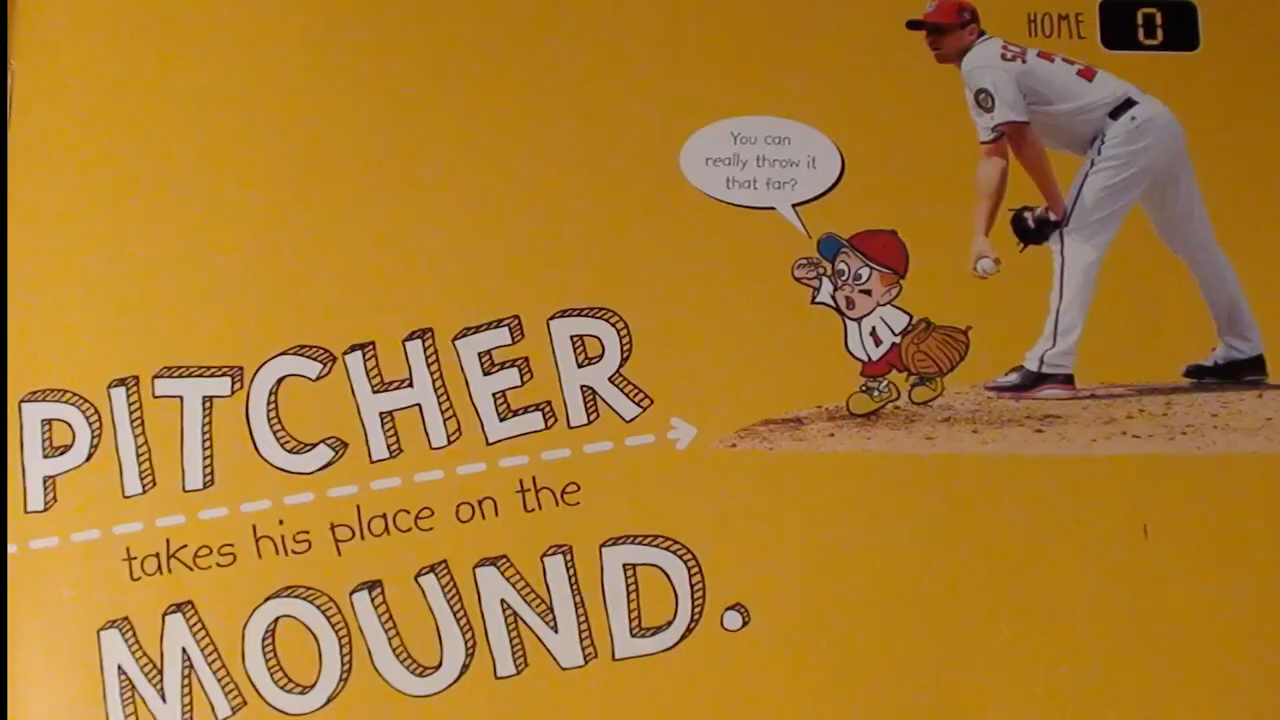 HOME 0
You can
really throw it
that far?
PITCHER
takes his place on the
MOUND.